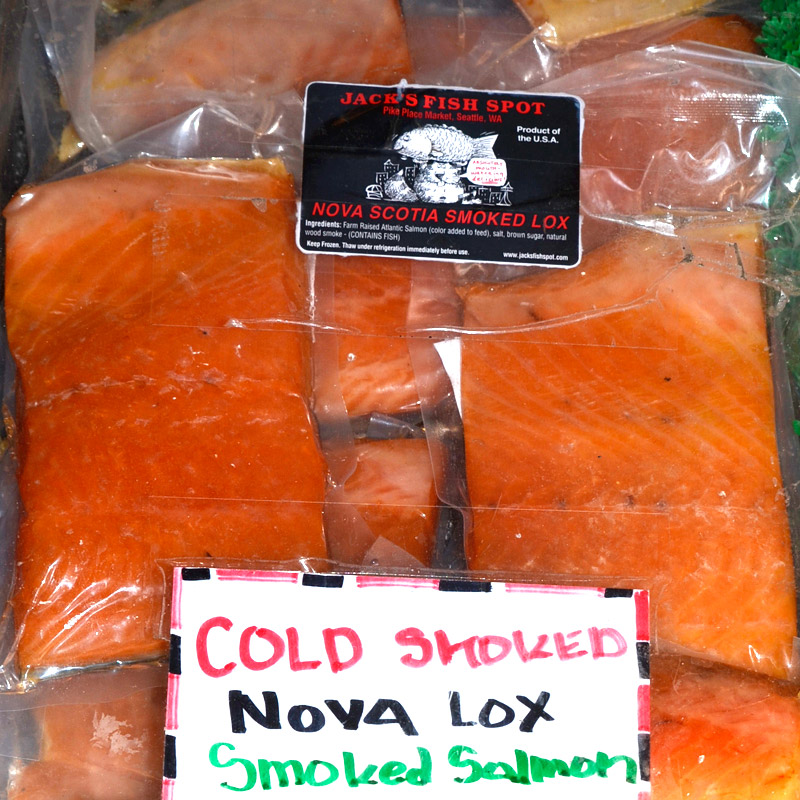 JACK'S FISH SPOT
Pike Place Market, Seattle, WA
Product of
the U.S.A.
NOVA SCOTIA SMOKED LOX
Ingredients: Farm Raised Atlantic Salmon (color added to feed), salt, brown sugar, natural
wood smoke - (CONTAINS FISH)
Keep Frozen. Thaw under refrigeration immediately before use.
www.jacksfishspot.com
COLD SMOKED
NOVA LOX
Smoked Salmon